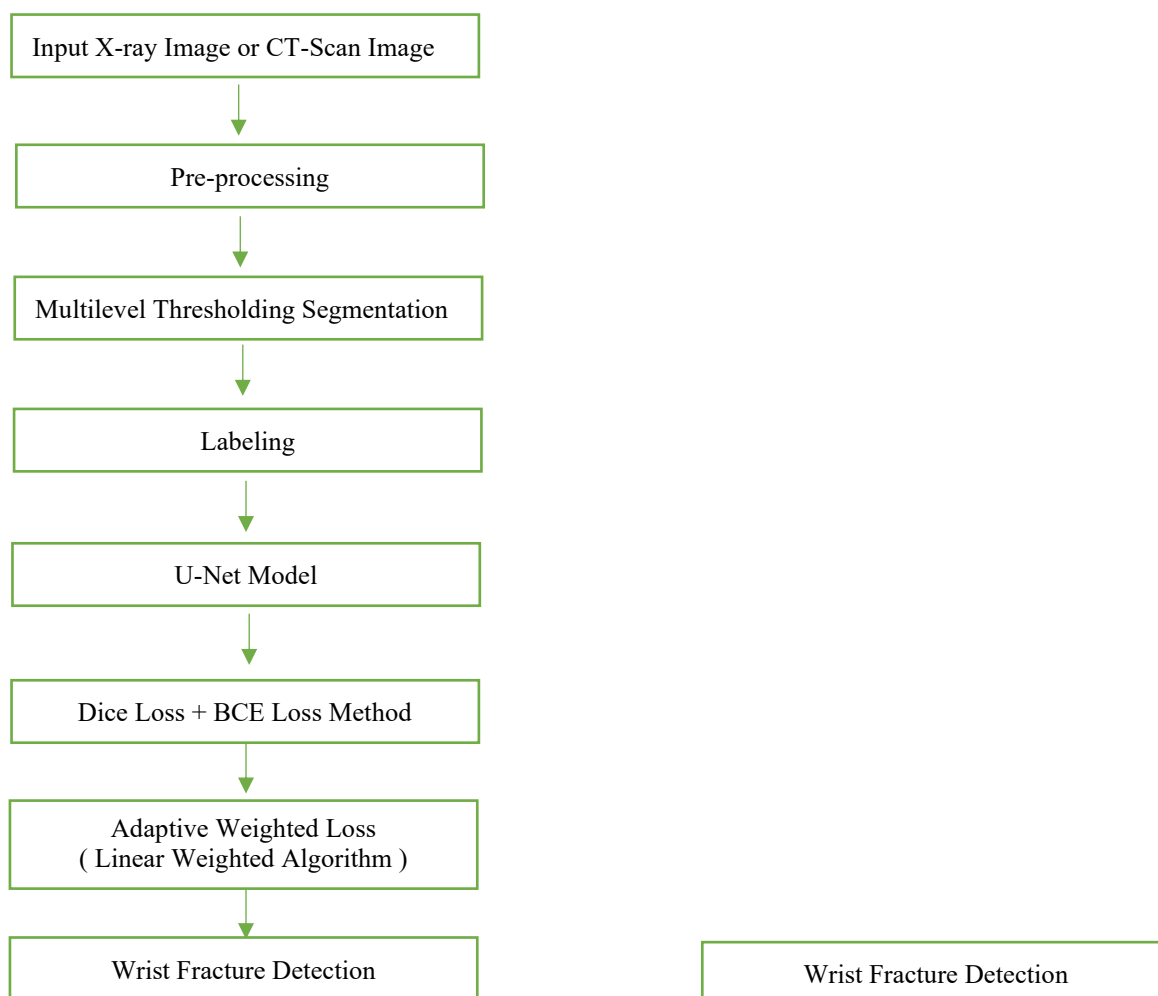 Input X-ray Image or CT-Scan Image
Pre-processing
Multilevel Thresholding Segmentation
Labeling
U-Net Model
Dice Loss + BCE Loss Method
Adaptive Weighted Loss
( Linear Weighted Algorithm )
Wrist Fracture Detection
Wrist Fracture Detection